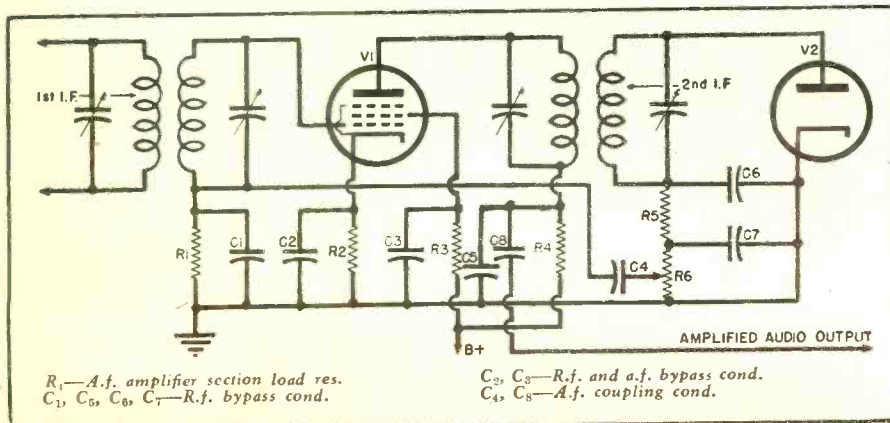 V1
V2
1st I.F.
2nd I.F.
C6
R5
C7
R1
C1
C2
R2
C3
R3
C5
C8
R4
C4
R6
B+
AMPLIFIED AUDIO OUTPUT
R₁—A.f. amplifier section load res.
C₁, C₅, C₆, C₇—R.f. bypass cond.
C₂, C₃—R.f. and a.f. bypass cond.
C₄, C₈—A.f. coupling cond.